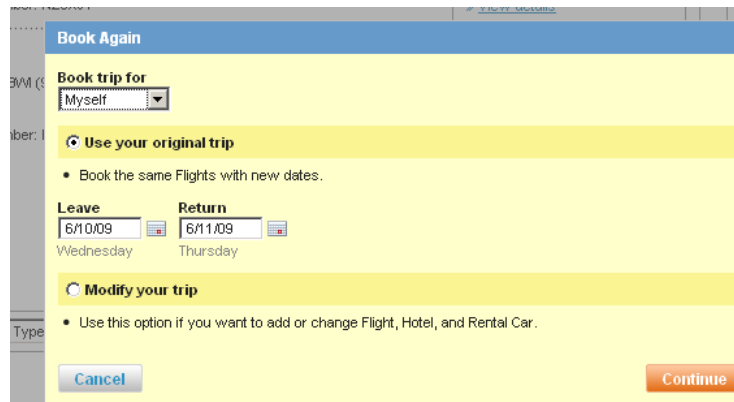 View details
Book Again
Book trip for
Myself
Use your original trip
• Book the same Flights with new dates.
Leave Return
6/10/09 6/11/09
Wednesday Thursday
Modify your trip
Type
• Use this option if you want to add or change Flight, Hotel, and Rental Car.
Cancel Continue